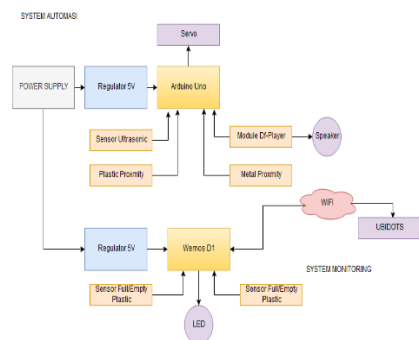 SYSTEM AUTOMASI
Servo
POWER SUPPLY
Regulator 5V
Arduino Uno
Sensor Ultrasonic
Module Df-Player
Speaker
Plastic Proxmity
Metal Proximity
WIFI
UBIDOTS
Regulator 5V
Wemos D1
SYSTEM MONITORING
Sensor Full/Empty
Plastic
Sensor Full/Empty
Plastic
LED